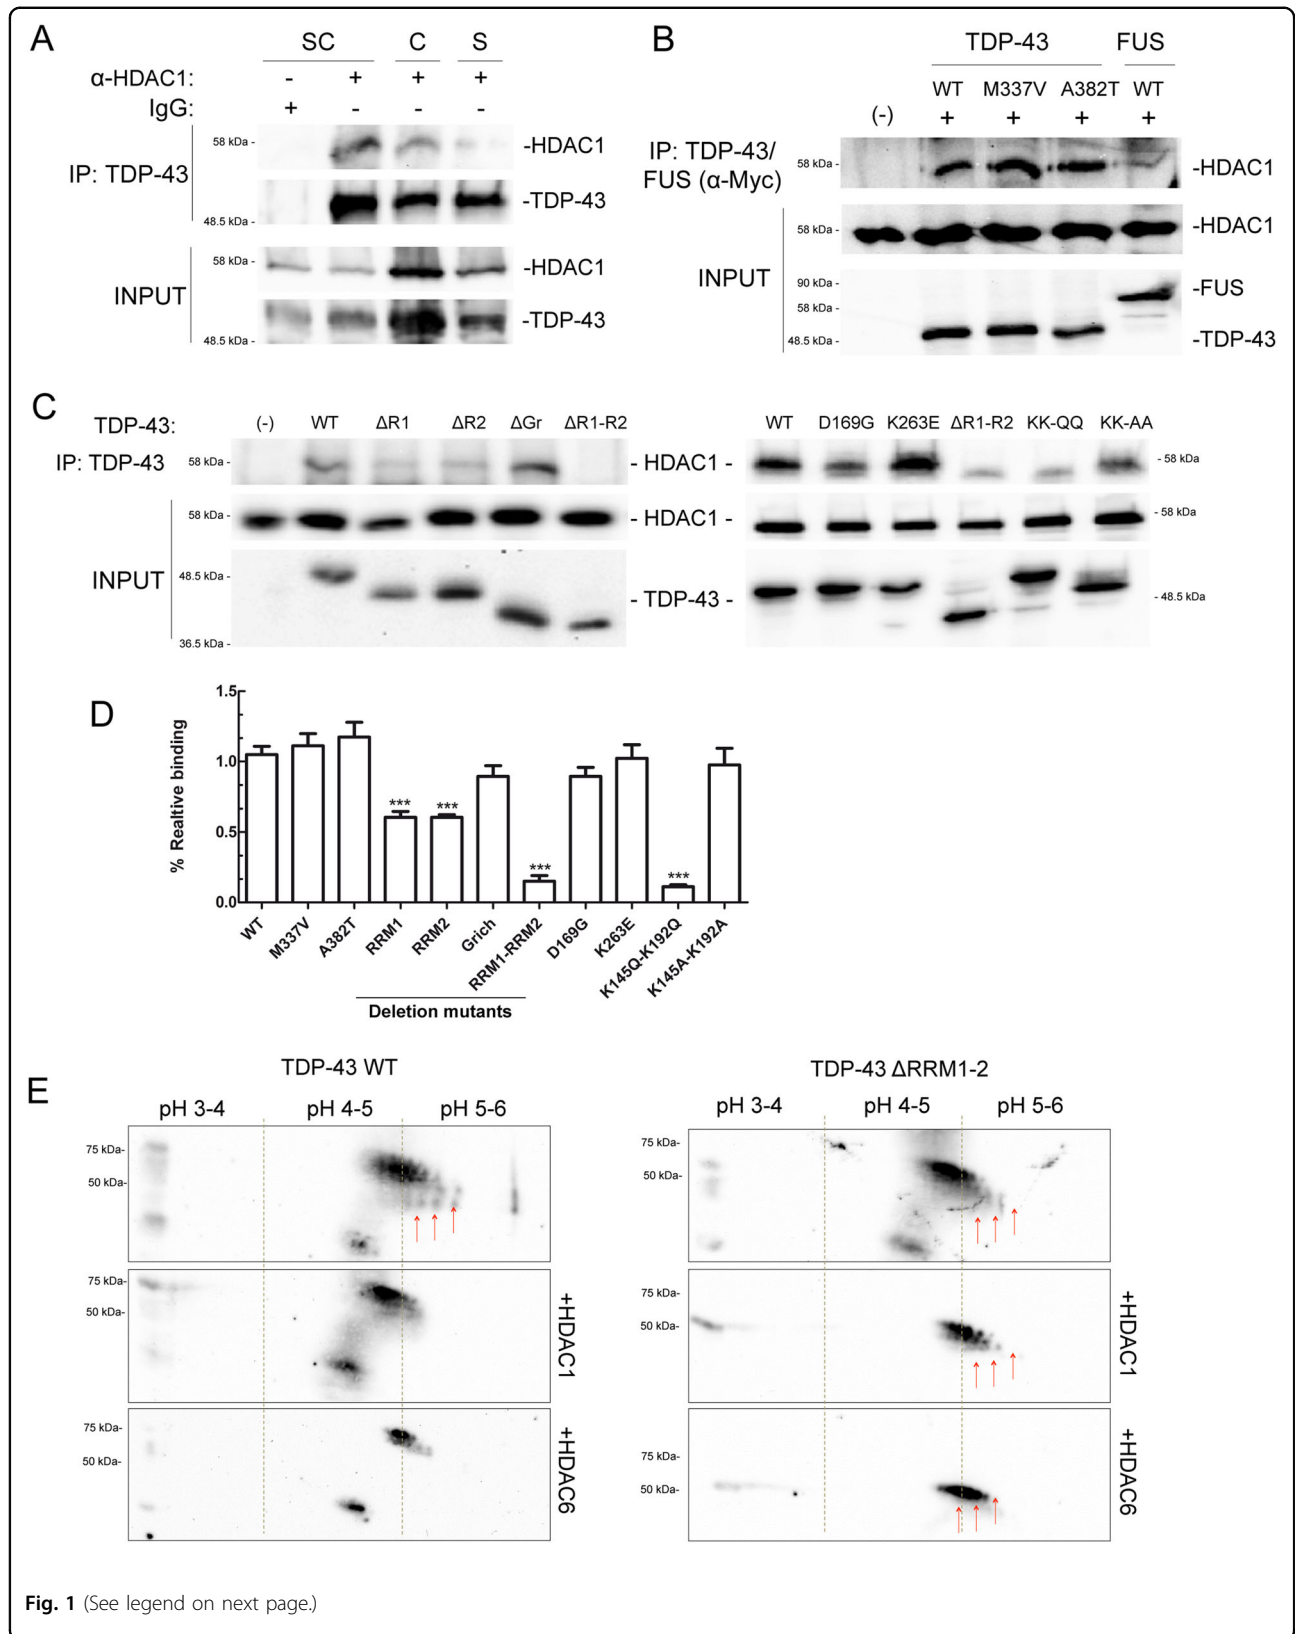 A
SC C S
α-HDAC1: - + + +
IgG: + - - -
IP: TDP-43
58 kDa -
-HDAC1
-TDP-43
48.5 kDa -
INPUT
58 kDa -
-HDAC1
-TDP-43
48.5 kDa -
B
TDP-43 FUS
WT M337V A382T WT
(-) + + + +
IP: TDP-43/
FUS (α-Myc)
58 kDa -
-HDAC1
INPUT
58 kDa -
-HDAC1
90 kDa -
-FUS
58 kDa -
48.5 kDa -
-TDP-43
C
TDP-43: (-) WT ΔR1 ΔR2 ΔGr ΔR1-R2
WT D169G K263E ΔR1-R2 KK-QQ KK-AA
IP: TDP-43
58 kDa -
- HDAC1 -
- 58 kDa
INPUT
58 kDa -
- HDAC1 -
- 58 kDa
48.5 kDa -
- TDP-43 -
- 48.5 kDa
36.5 kDa -
D
% Realtive binding
1.5
1.0
0.5
0.0
*** *** *** ***
WT M337V A382T RRM1 RRM2 Grich RRM1-RRM2 D169G K263E K145Q-K192Q K145A-K192A
Deletion mutants
E
TDP-43 WT
pH 3-4 pH 4-5 pH 5-6
75 kDa-
50 kDa-
75 kDa-
50 kDa-
+HDAC1
75 kDa-
50 kDa-
+HDAC6
TDP-43 ΔRRM1-2
pH 3-4 pH 4-5 pH 5-6
75 kDa-
50 kDa-
75 kDa-
50 kDa-
+HDAC1
75 kDa-
50 kDa-
+HDAC6
Fig. 1 (See legend on next page.)